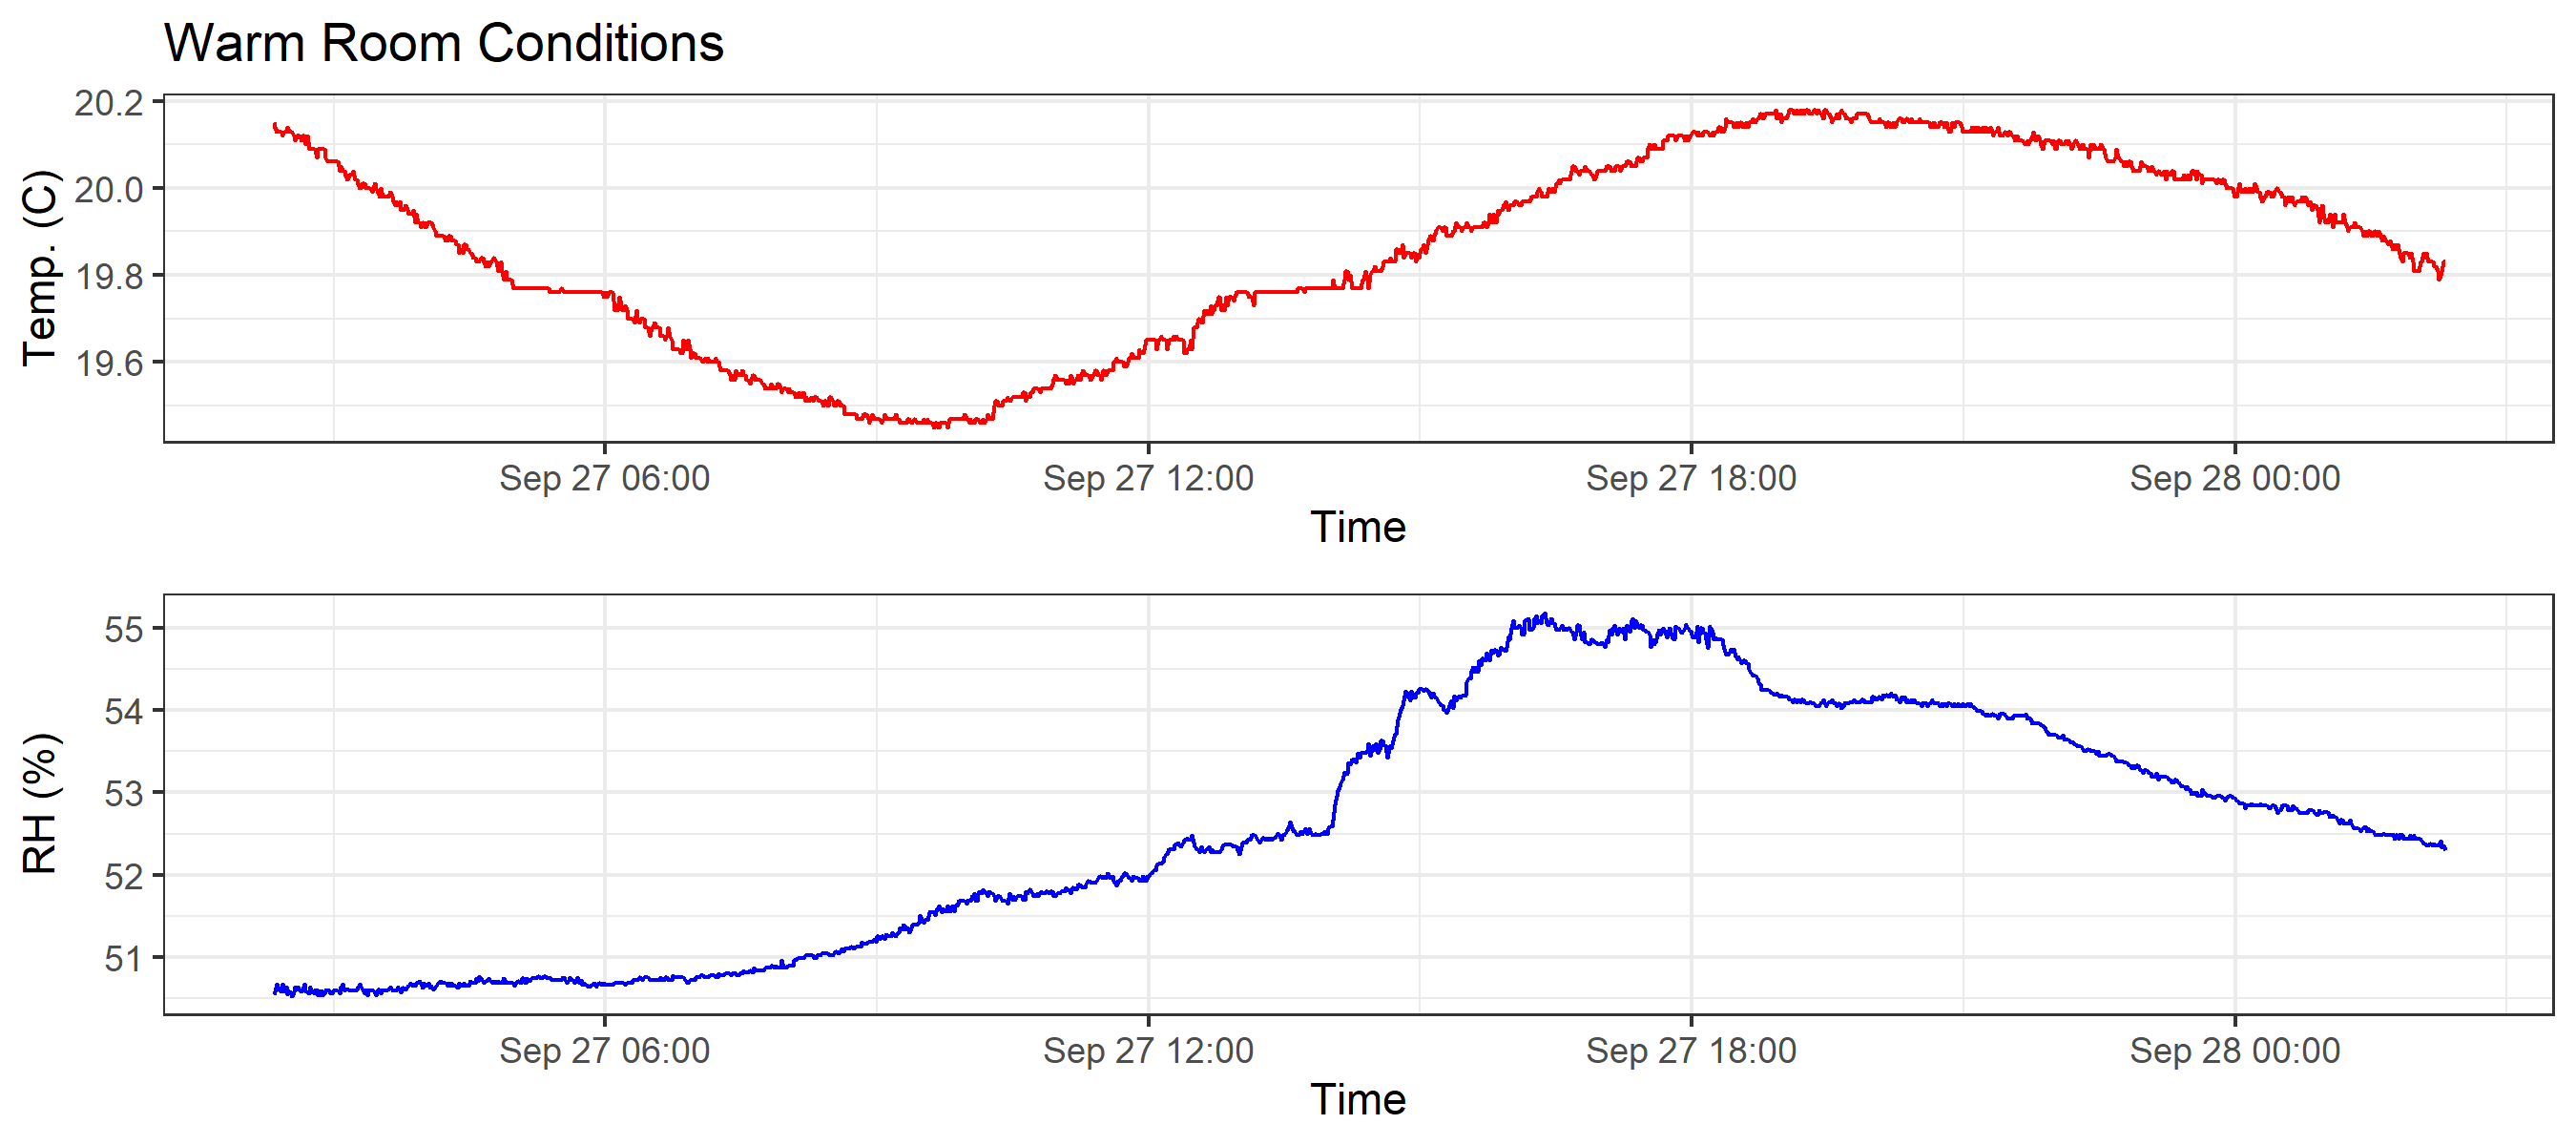 Warm Room Conditions
20.2
20.0
19.8
19.6
Temp. (C)
Sep 27 06:00 Sep 27 12:00 Sep 27 18:00 Sep 28 00:00
Time
55
54
53
52
51
RH (%)
Sep 27 06:00 Sep 27 12:00 Sep 27 18:00 Sep 28 00:00
Time